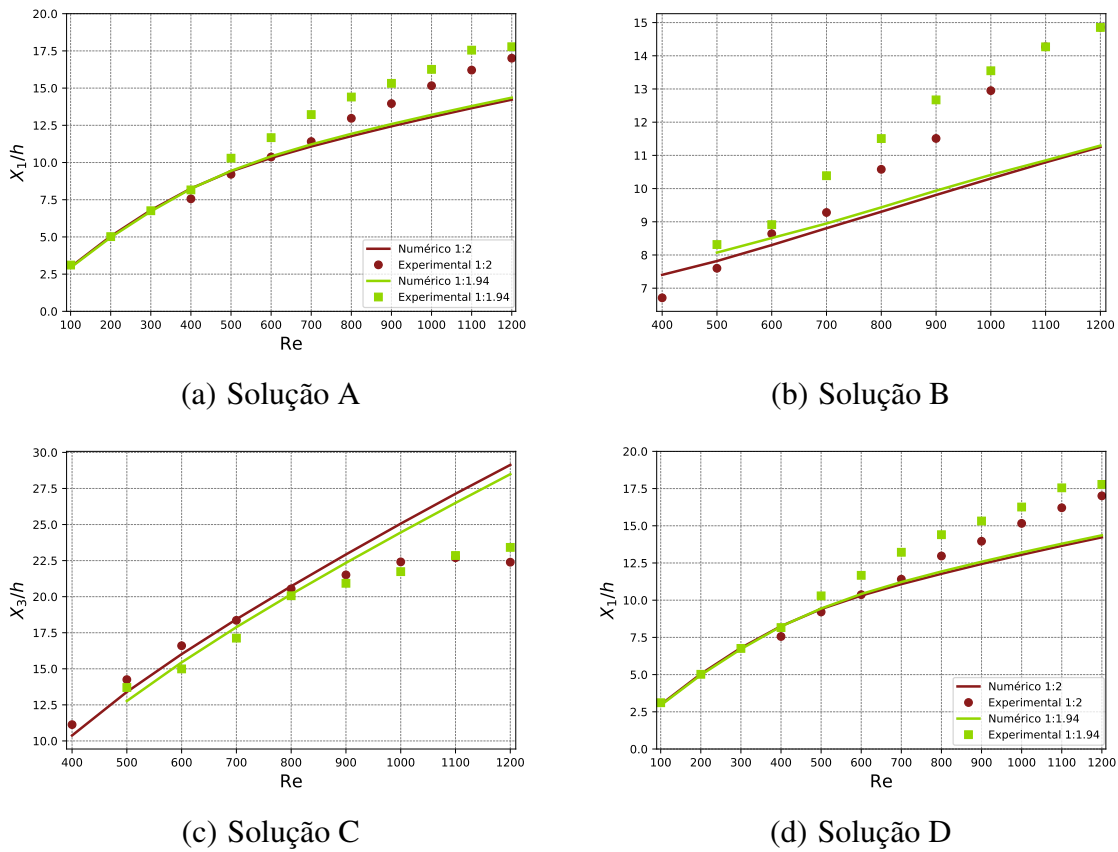 20.0
17.5
15.0
12.5
10.0
7.5
5.0
2.5
0.0
X₁/h
100 200 300 400 500 600 700 800 900 1000 1100 1200
Re
Numérico 1:2
Experimental 1:2
Numérico 1:1.94
Experimental 1:1.94
(a) Solução A
15
14
13
12
11
10
9
8
7
400 500 600 700 800 900 1000 1100 1200
(b) Solução B
30.0
27.5
25.0
22.5
20.0
17.5
15.0
12.5
10.0
X₃/h
400 500 600 700 800 900 1000 1100 1200
Re
(c) Solução C
20.0
17.5
15.0
12.5
10.0
7.5
5.0
2.5
0.0
X₁/h
100 200 300 400 500 600 700 800 900 1000 1100 1200
Re
Numérico 1:2
Experimental 1:2
Numérico 1:1.94
Experimental 1:1.94
(d) Solução D